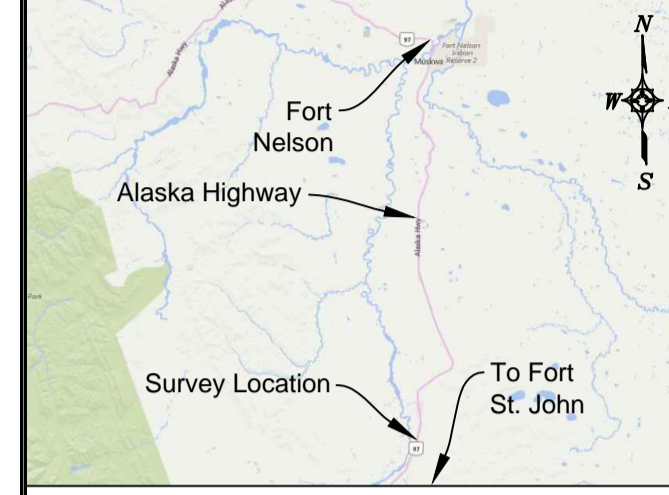 Alaska Hwy
97
Fort Nelson
Indian
Reserve 2
Muskwa
N
W
S
Fort
Nelson
Alaska Highway
Alaska Hwy
Park
Survey Location
To Fort
St. John
97